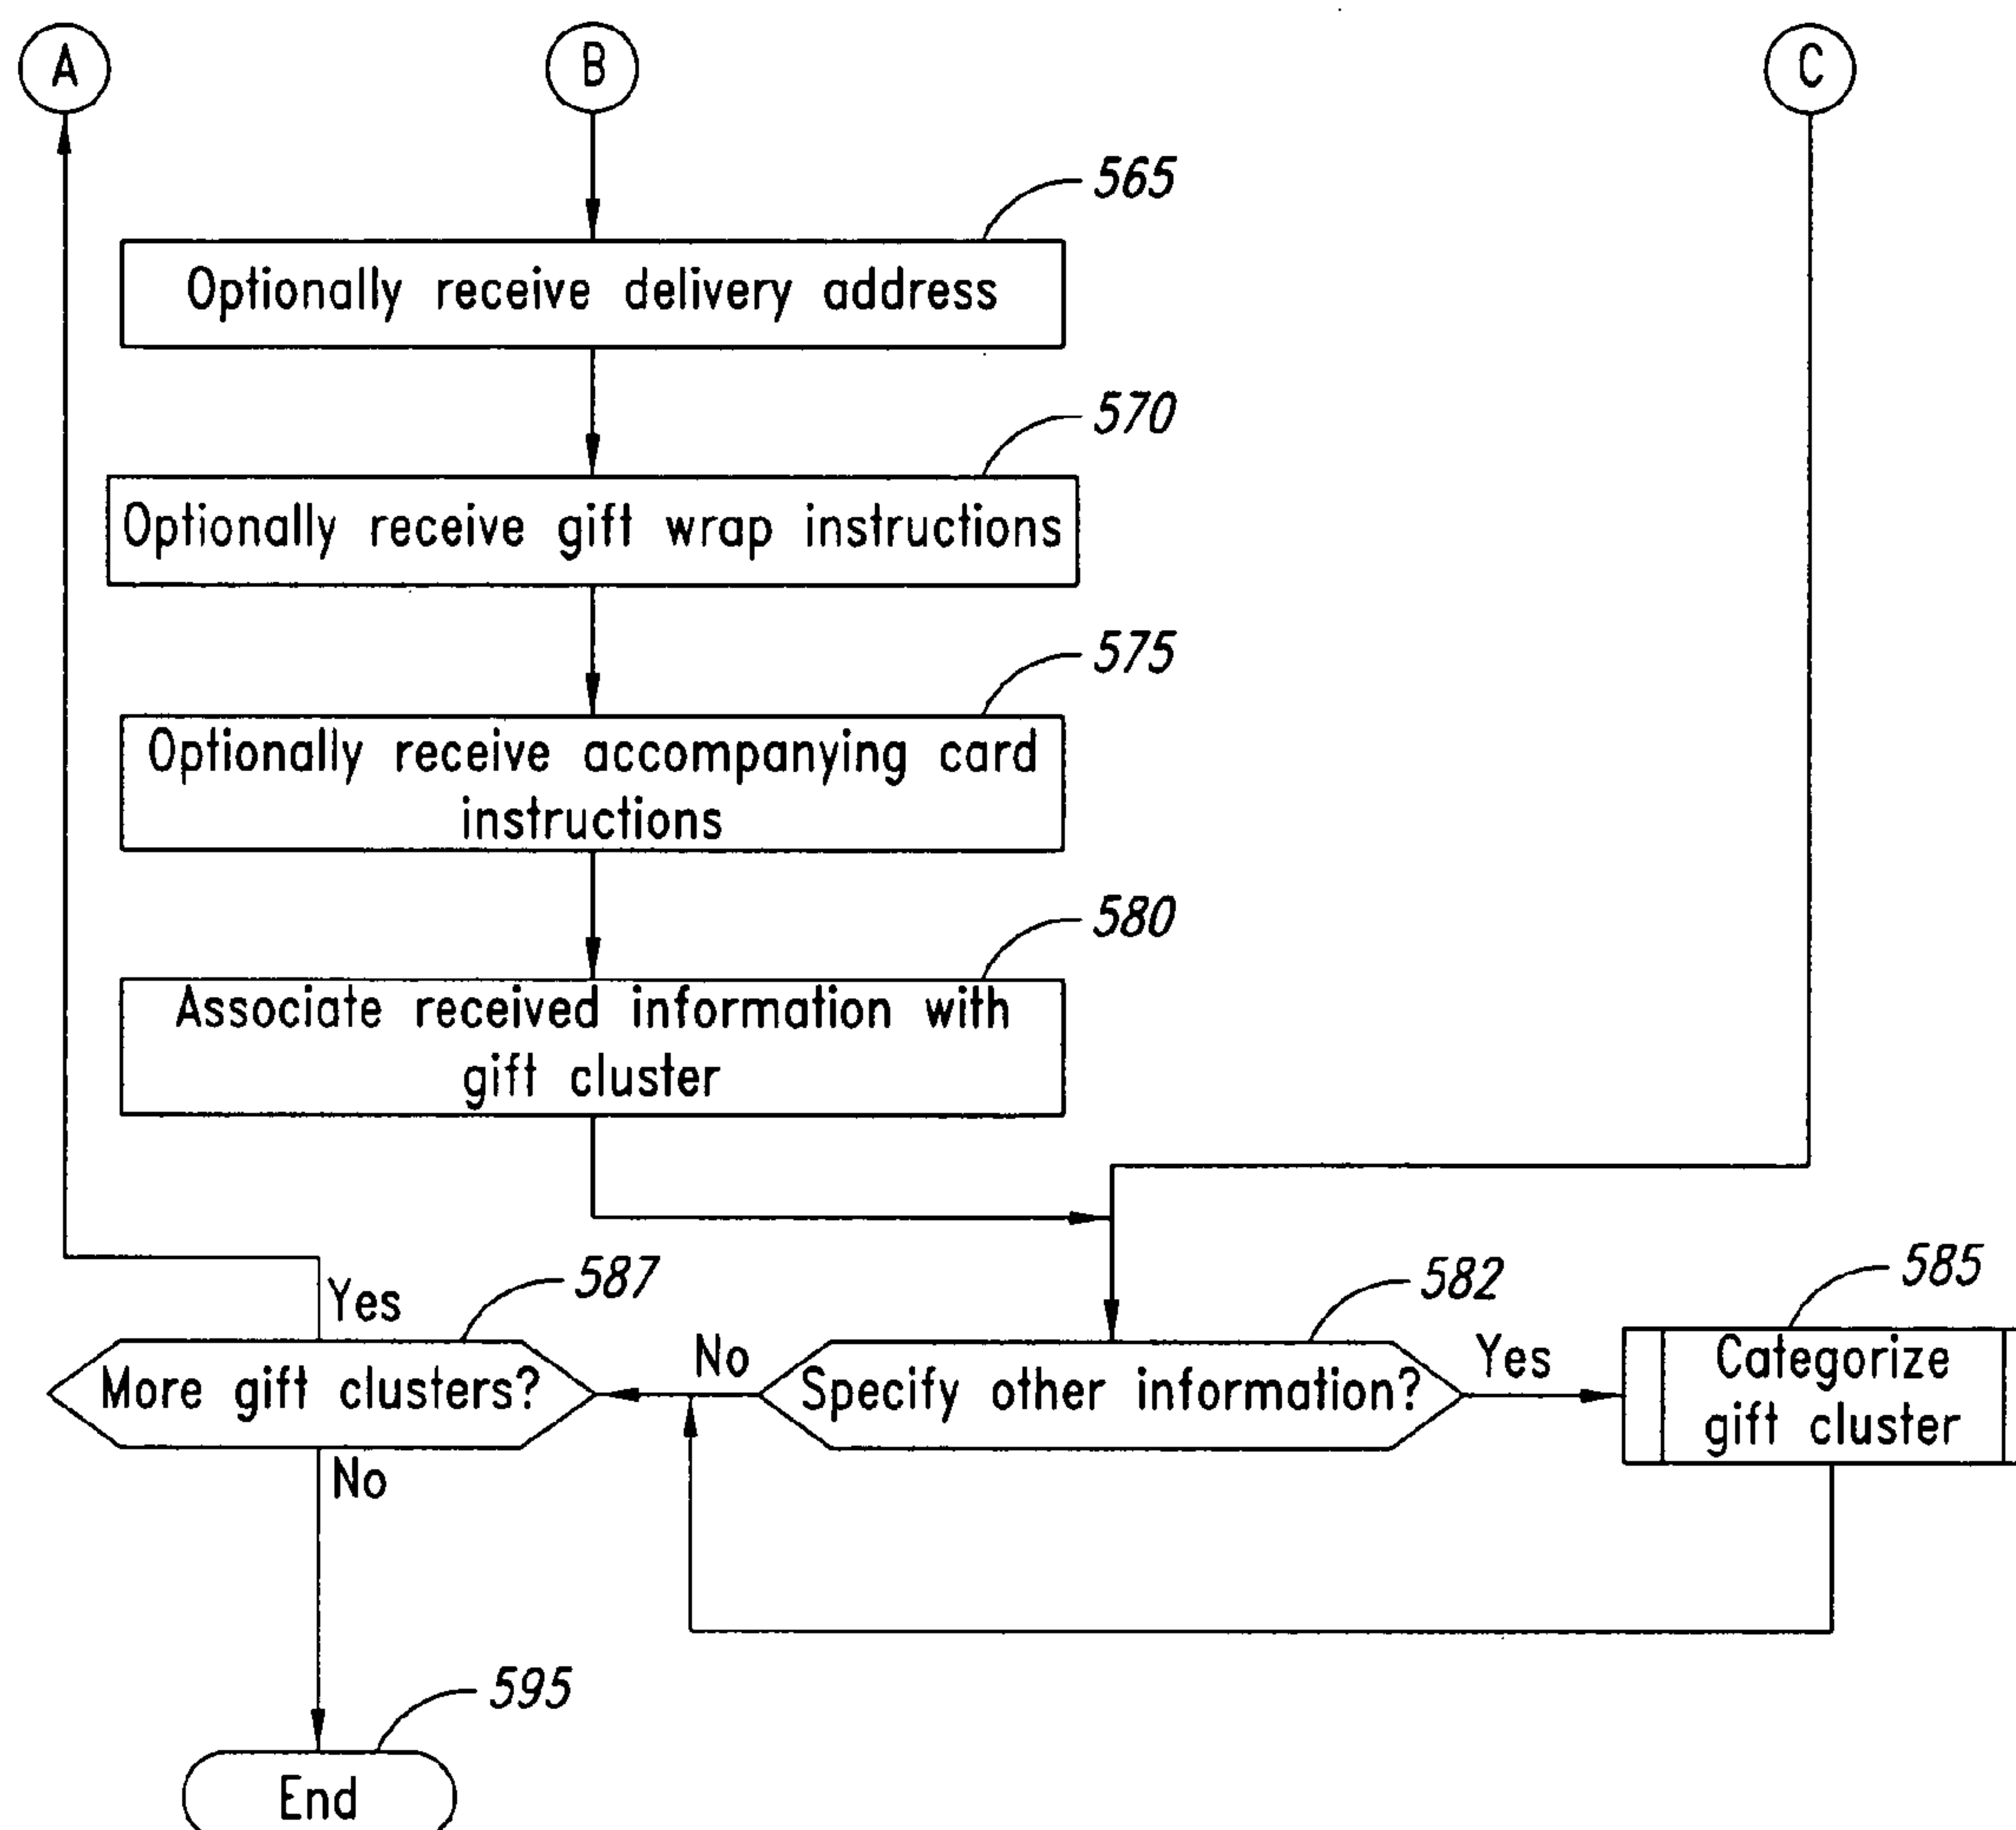 A
B
C
565
Optionally receive delivery address
570
Optionally receive gift wrap instructions
575
Optionally receive accompanying card
instructions
580
Associate received information with
gift cluster
587
582
585
Yes
More gift clusters?
No
Specify other information?
Yes
Categorize
gift cluster
No
595
End